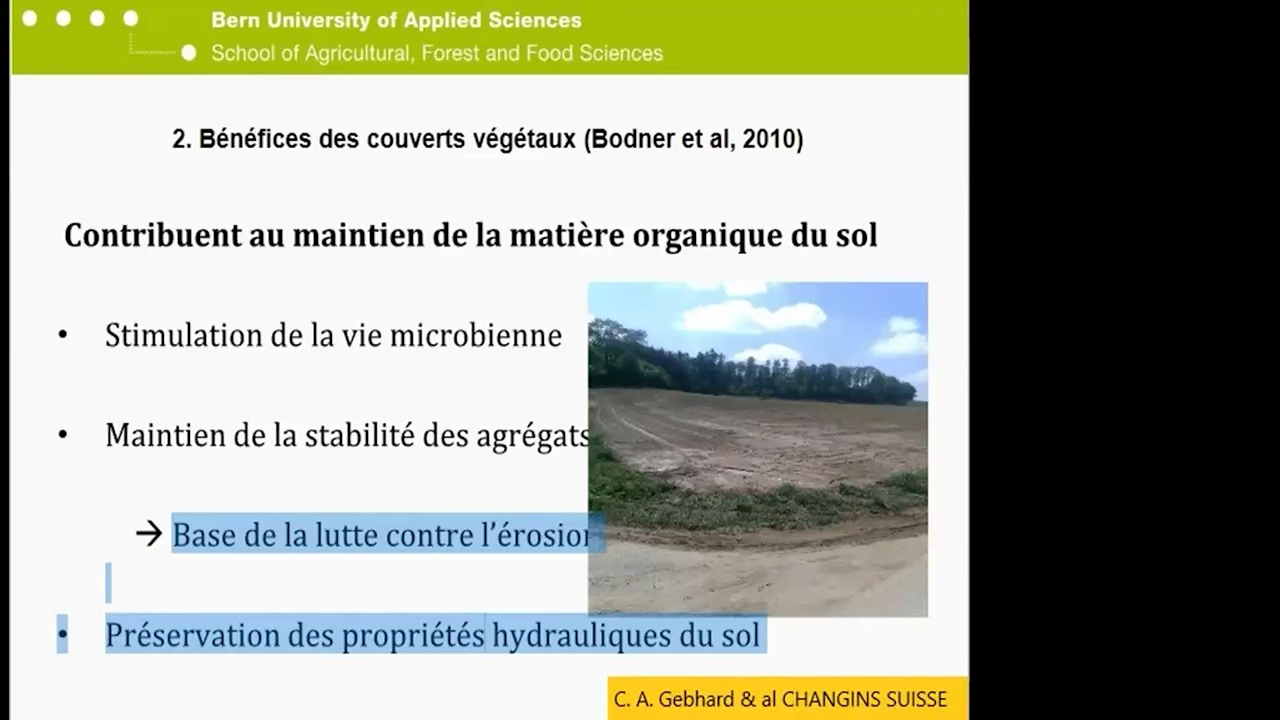 Bern University of Applied Sciences
School of Agricultural, Forest and Food Sciences
2. Bénéfices des couverts végétaux (Bodner et al, 2010)
Contribuent au maintien de la matière organique du sol
• Stimulation de la vie microbienne
• Maintien de la stabilité des agrégats
→ Base de la lutte contre l'érosion
• Préservation des propriétés hydrauliques du sol
C. A. Gebhard & al CHANGINS SUISSE